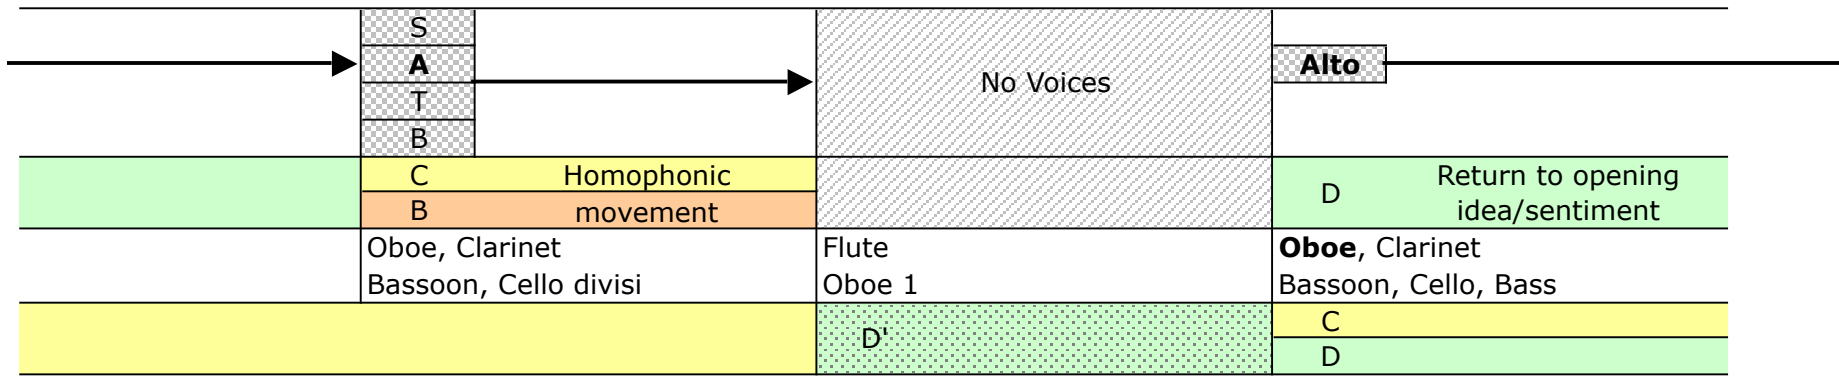 S
A
T
B
No Voices
Alto
C Homophonic
B movement
D
Return to opening
idea/sentiment
Oboe, Clarinet
Bassoon, Cello divisi
Flute
Oboe 1
Oboe, Clarinet
Bassoon, Cello, Bass
D'
C
D